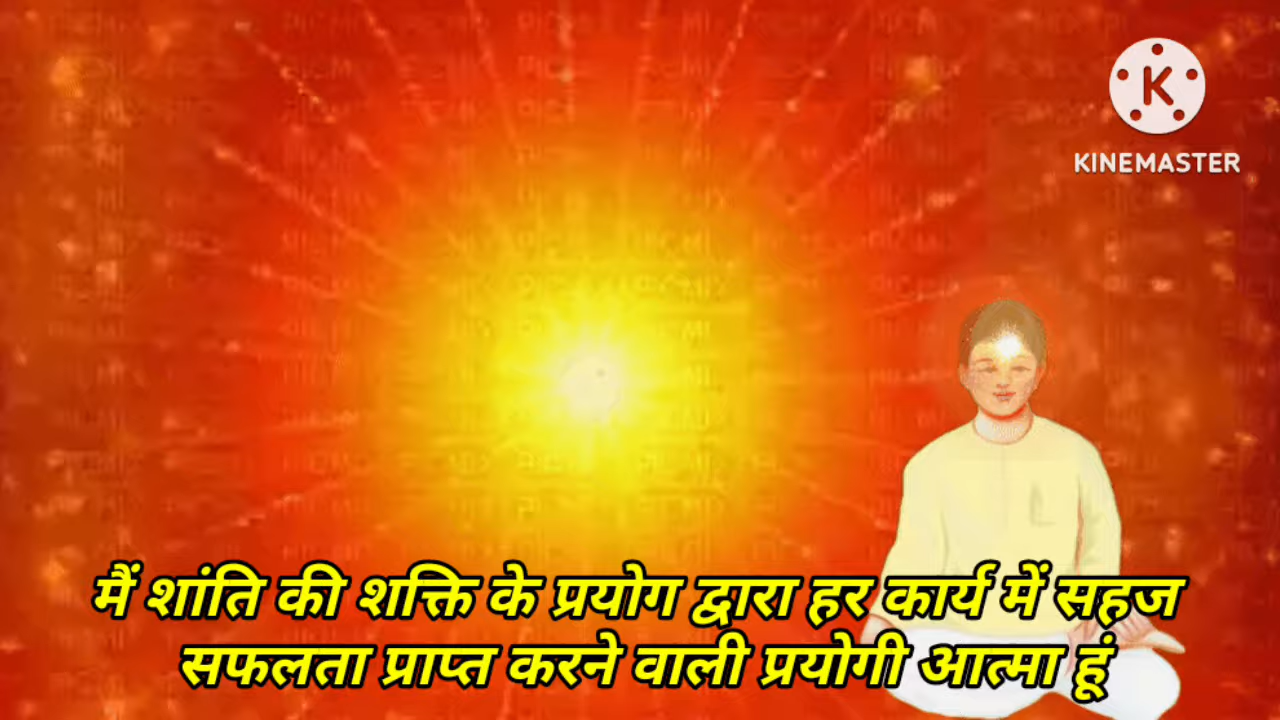 KINEMASTER
मैं शांति की शक्ति के प्रयोग द्वारा हर कार्य में सहज
सफलता प्राप्त करने वाली प्रयोगी आत्मा हूं